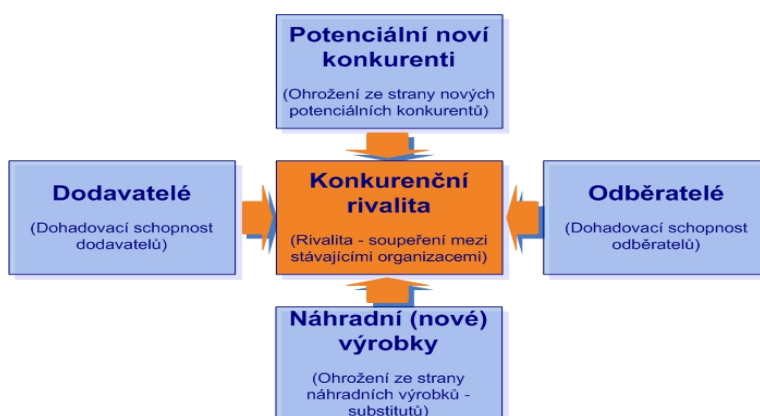 Potenciální noví
konkurenti
(Ohrožení ze strany nových
potenciálních konkurentů)
Dodavatelé
(Dohadovací schopnost
dodavatelů)
Konkurenční
rivalita
(Rivalita - soupeření mezi
stávajícími organizacemi)
Odběratelé
(Dohadovací schopnost
odběratelů)
Náhradní (nové)
výrobky
(Ohrožení ze strany
náhradních výrobků -
substitutů)